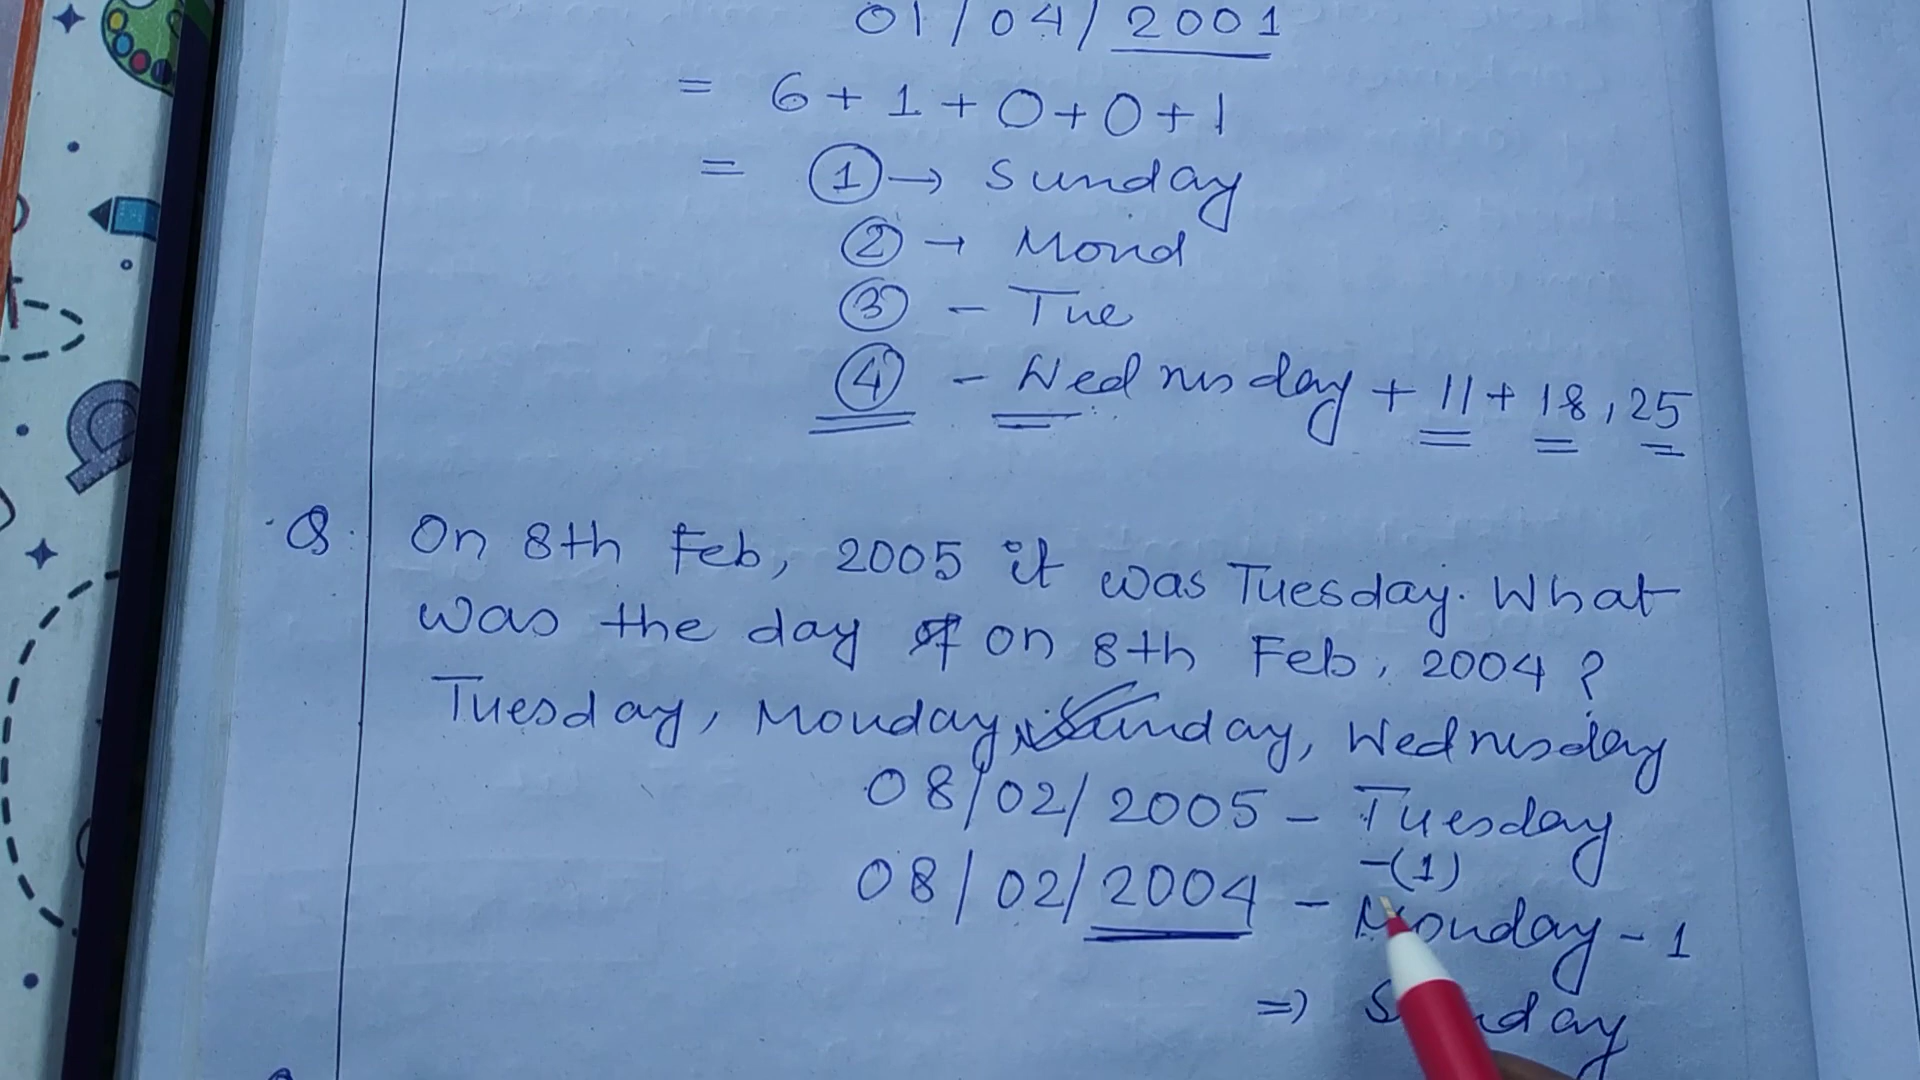 01/04/2001
= 6+1+0+0+1
= 1 → Sunday
2 → Mond
3 - Tue
4 - Wednesday + 11 + 18, 25
Q. On 8th Feb, 2005 it was Tuesday. What
was the day of on 8th Feb, 2004 ?
Tuesday, Monday, Sunday, Wednesday
08/02/2005 - Tuesday
-(1)
08/02/2004 - Monday - 1
=)